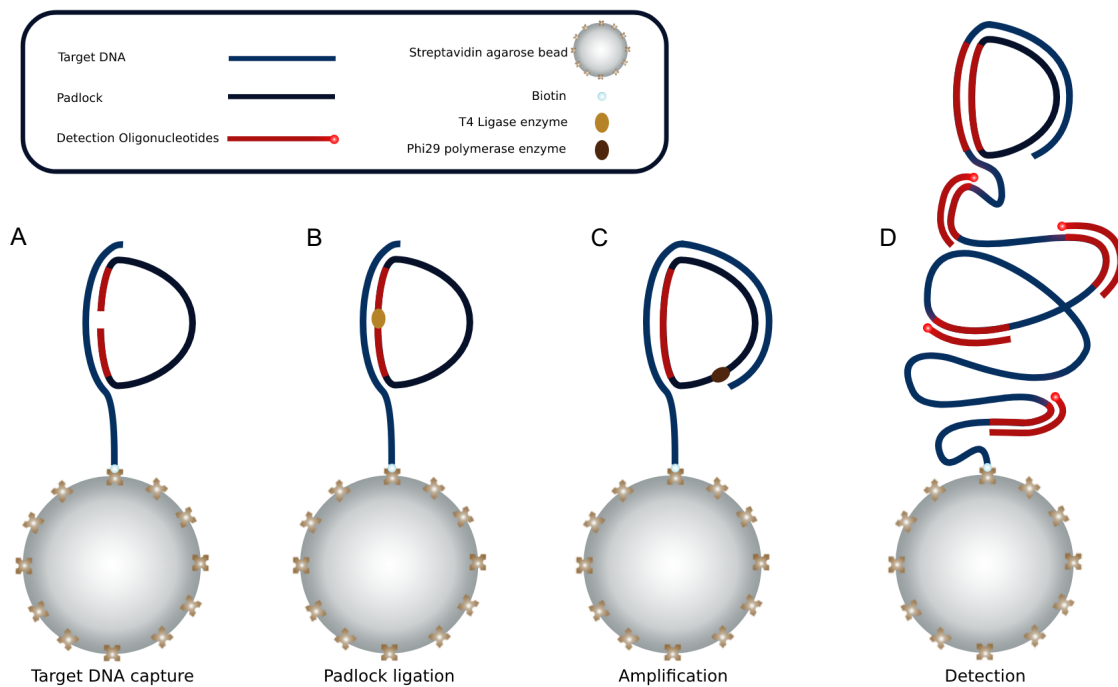 Target DNA
Padlock
Detection Oligonucleotides
Streptavidin agarose bead
Biotin
T4 Ligase enzyme
Phi29 polymerase enzyme
A
B
C
D
Target DNA capture
Padlock ligation
Amplification
Detection